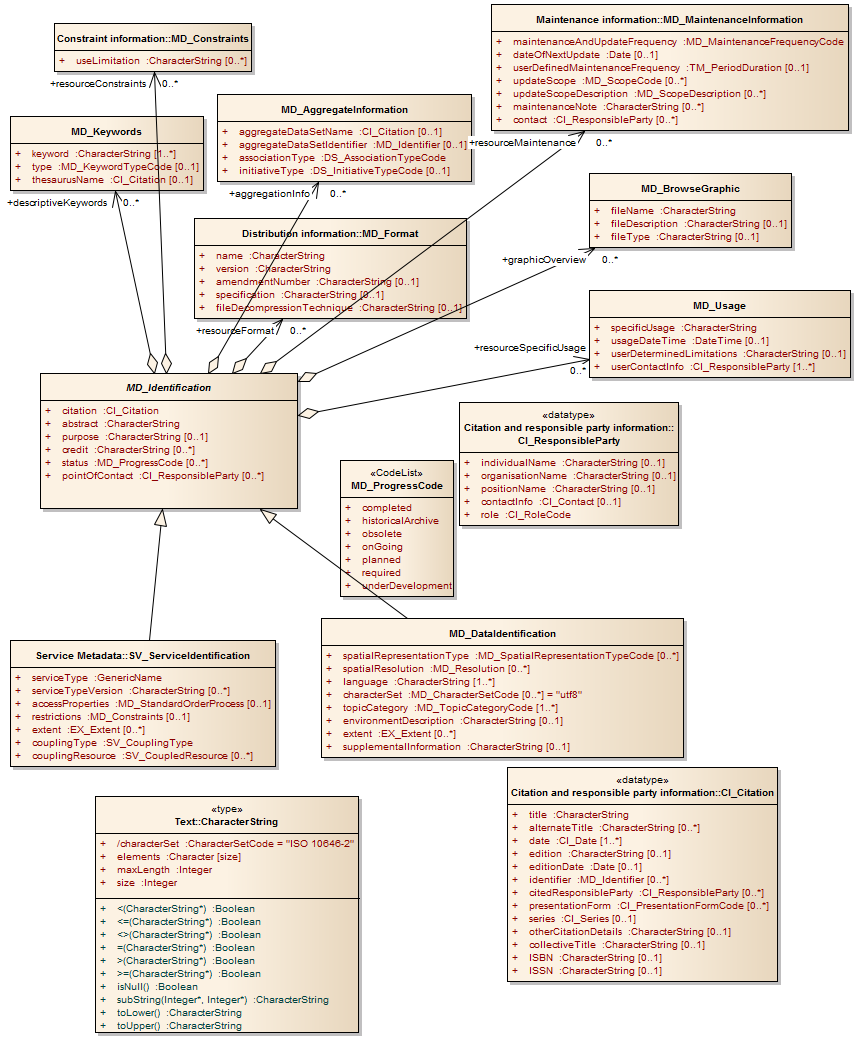 Constraint information::MD_Constraints
+ useLimitation :CharacterString [0..*]
+resourceConstraints 0..*
Maintenance information::MD_MaintenanceInformation
+ maintenanceAndUpdateFrequency :MD_MaintenanceFrequencyCode
+ dateOfNextUpdate :Date [0..1]
+ userDefinedMaintenanceFrequency :TM_PeriodDuration [0..1]
+ updateScope :MD_ScopeCode [0..*]
+ updateScopeDescription :MD_ScopeDescription [0..*]
+ maintenanceNote :CharacterString [0..*]
+ contact :CI_ResponsibleParty [0..*]
+resourceMaintenance 0..*
MD_Keywords
+ keyword :CharacterString [1..*]
+ type :MD_KeywordTypeCode [0..1]
+ thesaurusName :CI_Citation [0..1]
+descriptiveKeywords 0..*
MD_AggregateInformation
+ aggregateDataSetName :CI_Citation [0..1]
+ aggregateDataSetIdentifier :MD_Identifier [0..1]
+ associationType :DS_AssociationTypeCode
+ initiativeType :DS_InitiativeTypeCode [0..1]
+aggregationInfo 0..*
MD_BrowseGraphic
+ fileName :CharacterString
+ fileDescription :CharacterString [0..1]
+ fileType :CharacterString [0..1]
+graphicOverview 0..*
Distribution information::MD_Format
+ name :CharacterString
+ version :CharacterString
+ amendmentNumber :CharacterString [0..1]
+ specification :CharacterString [0..1]
+ fileDecompressionTechnique :CharacterString [0..1]
+resourceFormat 0..*
MD_Usage
+ specificUsage :CharacterString
+ usageDateTime :DateTime [0..1]
+ userDeterminedLimitations :CharacterString [0..1]
+ userContactInfo :CI_ResponsibleParty [1..*]
+resourceSpecificUsage
0..*
MD_Identification
+ citation :CI_Citation
+ abstract :CharacterString
+ purpose :CharacterString [0..1]
+ credit :CharacterString [0..*]
+ status :MD_ProgressCode [0..*]
+ pointOfContact :CI_ResponsibleParty [0..*]
«datatype»
Citation and responsible party information::
CI_ResponsibleParty
+ individualName :CharacterString [0..1]
+ organisationName :CharacterString [0..1]
+ positionName :CharacterString [0..1]
+ contactInfo :CI_Contact [0..1]
+ role :CI_RoleCode
«CodeList»
MD_ProgressCode
+ completed
+ historicalArchive
+ obsolete
+ onGoing
+ planned
+ required
+ underDevelopment
Service Metadata::SV_ServiceIdentification
+ serviceType :GenericName
+ serviceTypeVersion :CharacterString [0..*]
+ accessProperties :MD_StandardOrderProcess [0..1]
+ restrictions :MD_Constraints [0..1]
+ extent :EX_Extent [0..*]
+ couplingType :SV_CouplingType
+ couplingResource :SV_CoupledResource [0..*]
MD_DataIdentification
+ spatialRepresentationType :MD_SpatialRepresentationTypeCode [0..*]
+ spatialResolution :MD_Resolution [0..*]
+ language :CharacterString [1..*]
+ characterSet :MD_CharacterSetCode [0..*] = "utf8"
+ topicCategory :MD_TopicCategoryCode [1..*]
+ environmentDescription :CharacterString [0..1]
+ extent :EX_Extent [0..*]
+ supplementalInformation :CharacterString [0..1]
«type»
Text::CharacterString
+ /characterSet :CharacterSetCode = "ISO 10646-2"
+ elements :Character [size]
+ maxLength :Integer
+ size :Integer
+ <(CharacterString*) :Boolean
+ <=(CharacterString*) :Boolean
+ <>(CharacterString*) :Boolean
+ =(CharacterString*) :Boolean
+ >(CharacterString*) :Boolean
+ >=(CharacterString*) :Boolean
+ isNull() :Boolean
+ subString(Integer*, Integer*) :CharacterString
+ toLower() :CharacterString
+ toUpper() :CharacterString
«datatype»
Citation and responsible party information::CI_Citation
+ title :CharacterString
+ alternateTitle :CharacterString [0..*]
+ date :CI_Date [1..*]
+ edition :CharacterString [0..1]
+ editionDate :Date [0..1]
+ identifier :MD_Identifier [0..*]
+ citedResponsibleParty :CI_ResponsibleParty [0..*]
+ presentationForm :CI_PresentationFormCode [0..*]
+ series :CI_Series [0..1]
+ otherCitationDetails :CharacterString [0..1]
+ collectiveTitle :CharacterString [0..1]
+ ISBN :CharacterString [0..1]
+ ISSN :CharacterString [0..1]